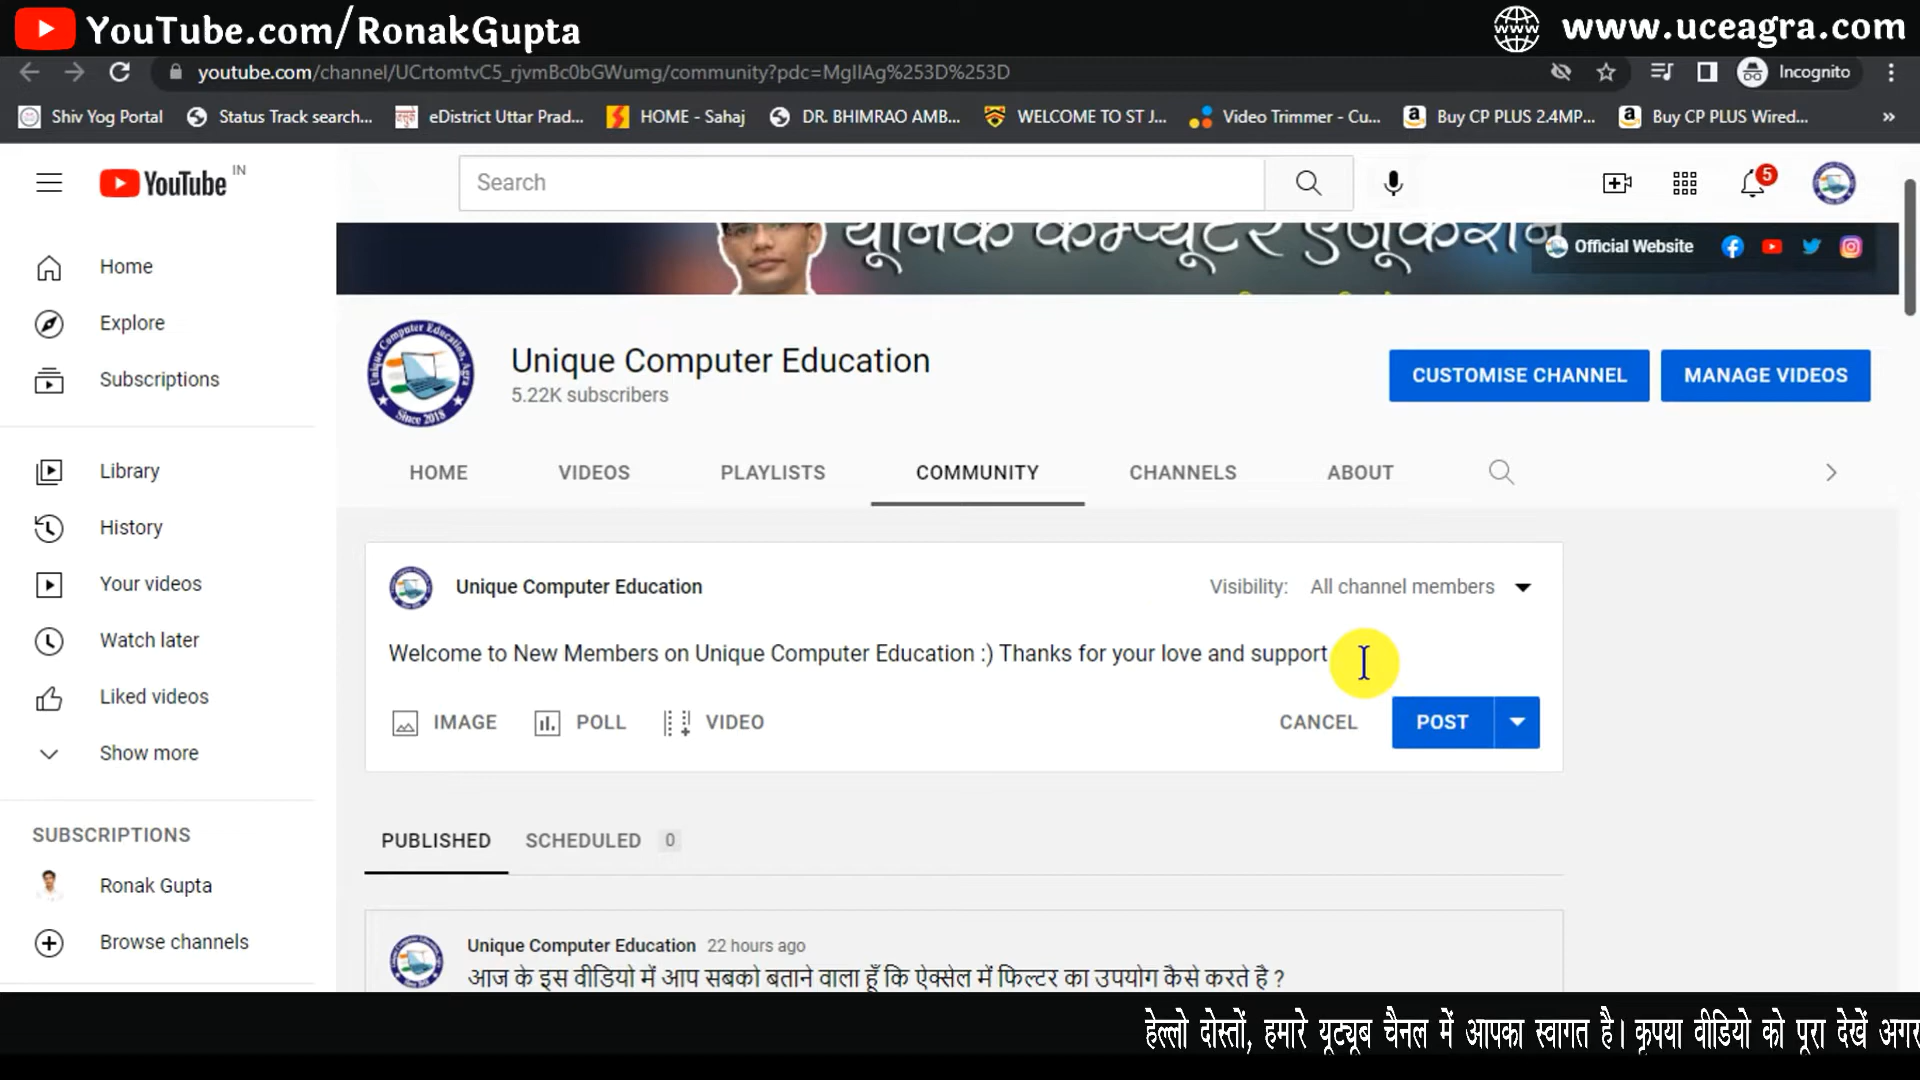 YouTube.com/RonakGupta
www.uceagra.com
youtube.com/channel/UCrtomtvC5_rjvmBc0bGWumg/community?pdc=MgIIAg%253D%253D
Incognito
Shiv Yog Portal
Status Track search...
eDistrict Uttar Prad...
HOME - Sahaj
DR. BHIMRAO AMB...
WELCOME TO ST J...
Video Trimmer - Cu...
Buy CP PLUS 2.4MP...
Buy CP PLUS Wired...
»
YouTube IN
Search
5
Home
Explore
Subscriptions
Library
History
Your videos
Watch later
Liked videos
Show more
SUBSCRIPTIONS
Ronak Gupta
Browse channels
यूनिक कम्प्यूटर एजूकेशन
Official Website
Unique Computer Education, Agra
Since 2018
Unique Computer Education
5.22K subscribers
CUSTOMISE CHANNEL
MANAGE VIDEOS
HOME
VIDEOS
PLAYLISTS
COMMUNITY
CHANNELS
ABOUT
Unique Computer Education
Visibility: All channel members
Welcome to New Members on Unique Computer Education :) Thanks for your love and support
IMAGE
POLL
VIDEO
CANCEL
POST
PUBLISHED
SCHEDULED 0
Unique Computer Education 22 hours ago
आज के इस वीडियो में आप सबको बताने वाला हूँ कि ऐक्सेल में फिल्टर का उपयोग कैसे करते है ?
हेल्लो दोस्तों, हमारे यूट्यूब चैनल में आपका स्वागत है। कृपया वीडियो को पूरा देखें अगर